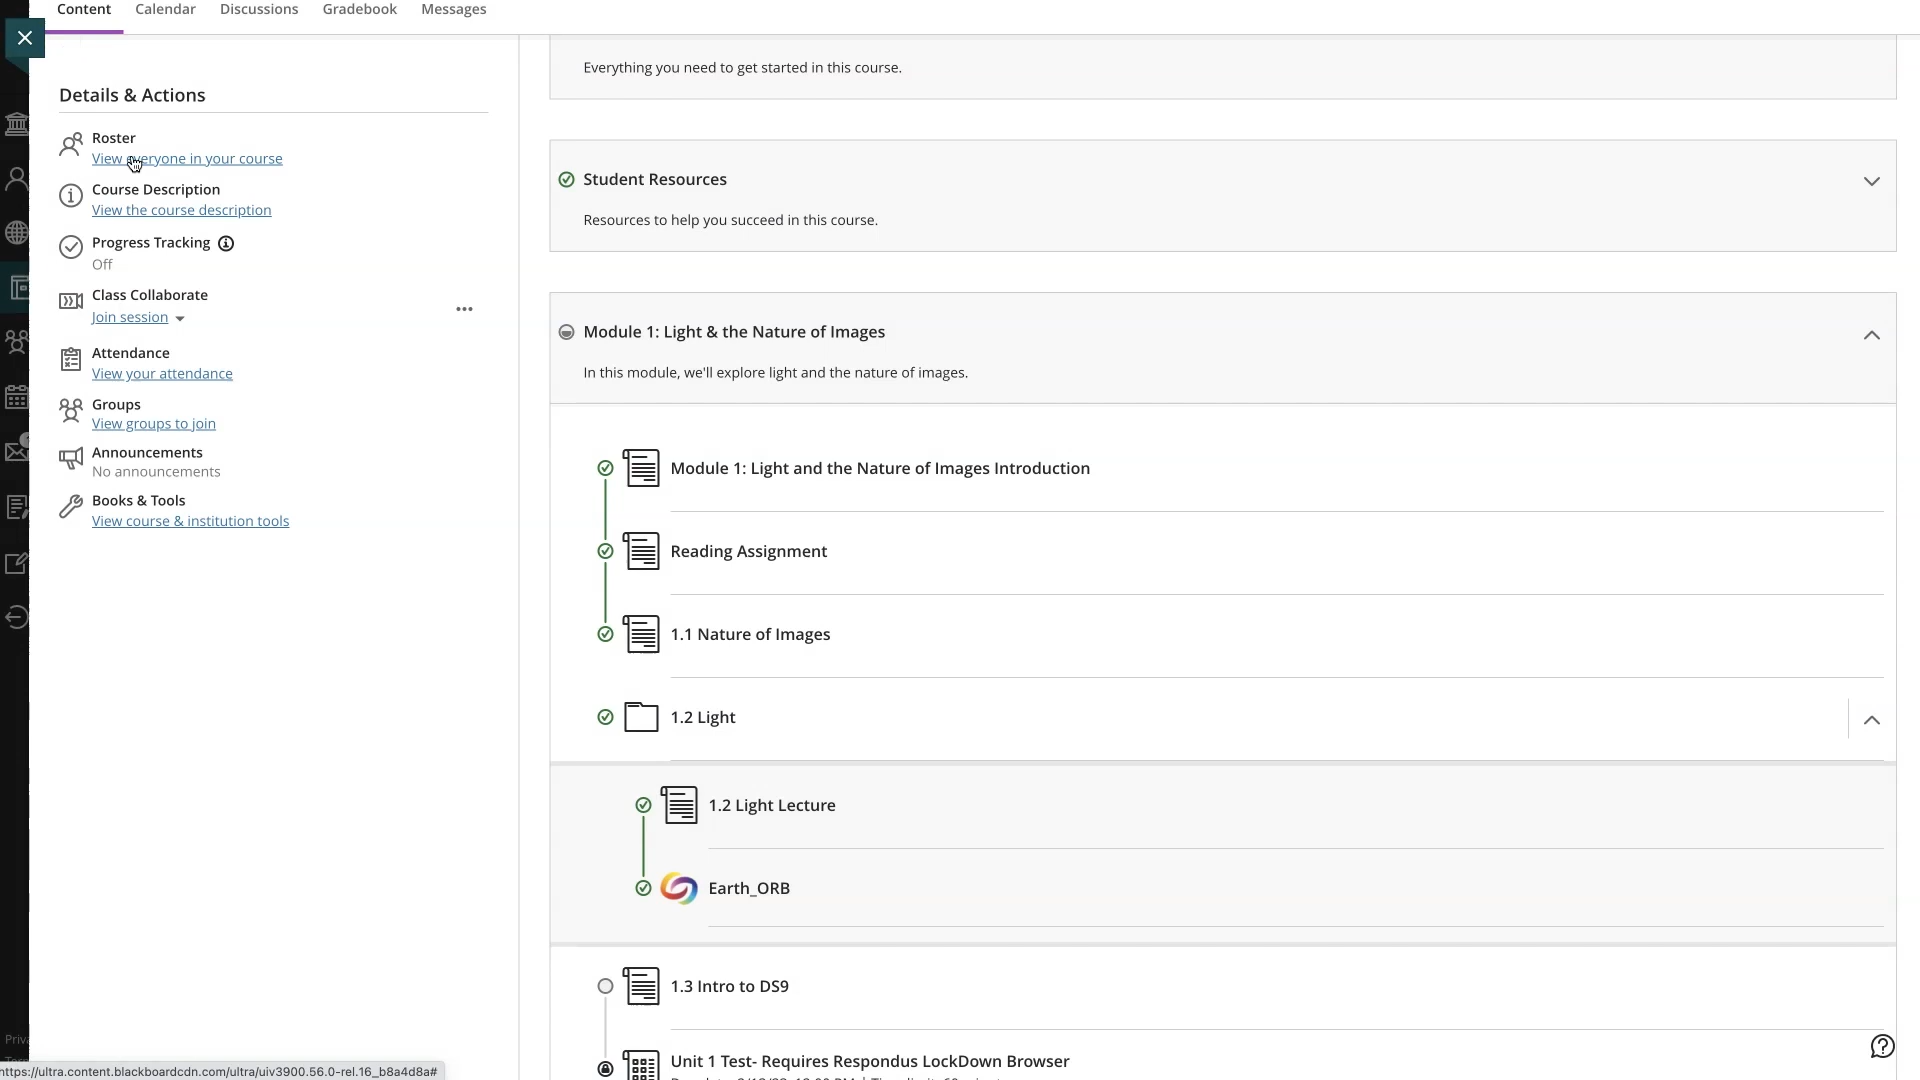 Content Calendar Discussions Gradebook Messages
Details & Actions
Roster
View everyone in your course
Course Description
View the course description
Progress Tracking
Off
Class Collaborate
Join session
Attendance
View your attendance
Groups
View groups to join
Announcements
No announcements
Books & Tools
View course & institution tools
https://ultra.content.blackboardcdn.com/ultra/uiv3900.56.0-rel.16_b8a4d8a#
Everything you need to get started in this course.
Student Resources
Resources to help you succeed in this course.
Module 1: Light & the Nature of Images
In this module, we'll explore light and the nature of images.
Module 1: Light and the Nature of Images Introduction
Reading Assignment
1.1 Nature of Images
1.2 Light
1.2 Light Lecture
Earth_ORB
1.3 Intro to DS9
Unit 1 Test- Requires Respondus LockDown Browser